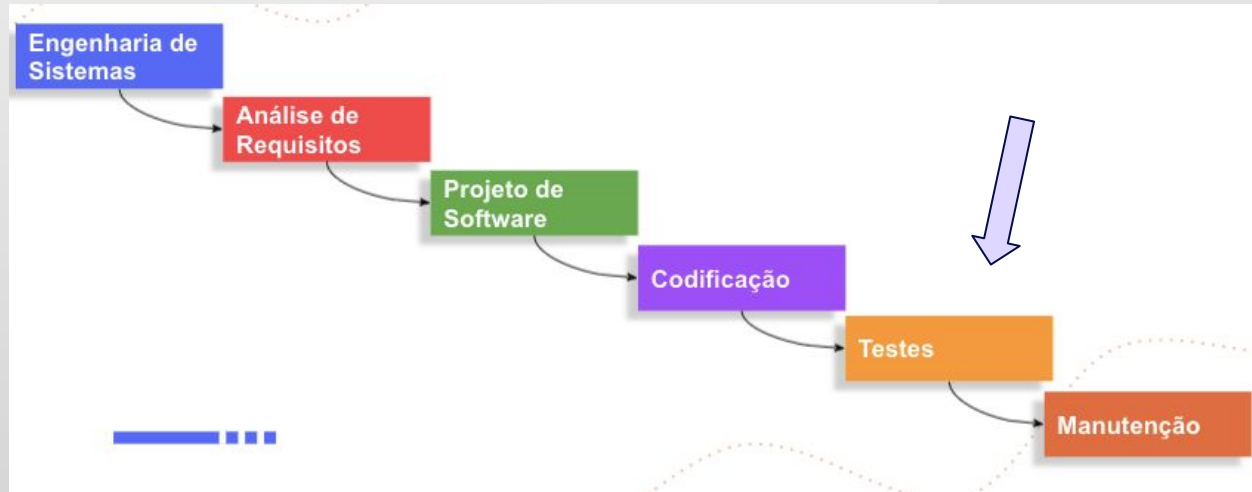 Engenharia de
Sistemas
Análise de
Requisitos
Projeto de
Software
Codificação
Testes
Manutenção